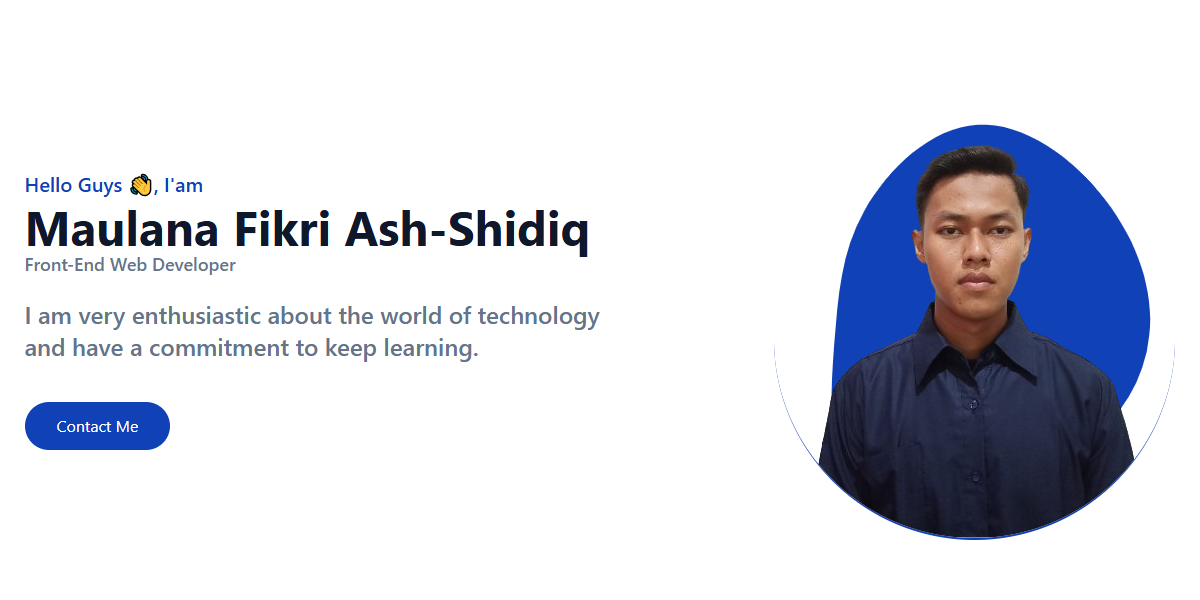 Hello Guys 👏, I'am
Maulana Fikri Ash-Shidiq
Front-End Web Developer
I am very enthusiastic about the world of technology
and have a commitment to keep learning.
Contact Me